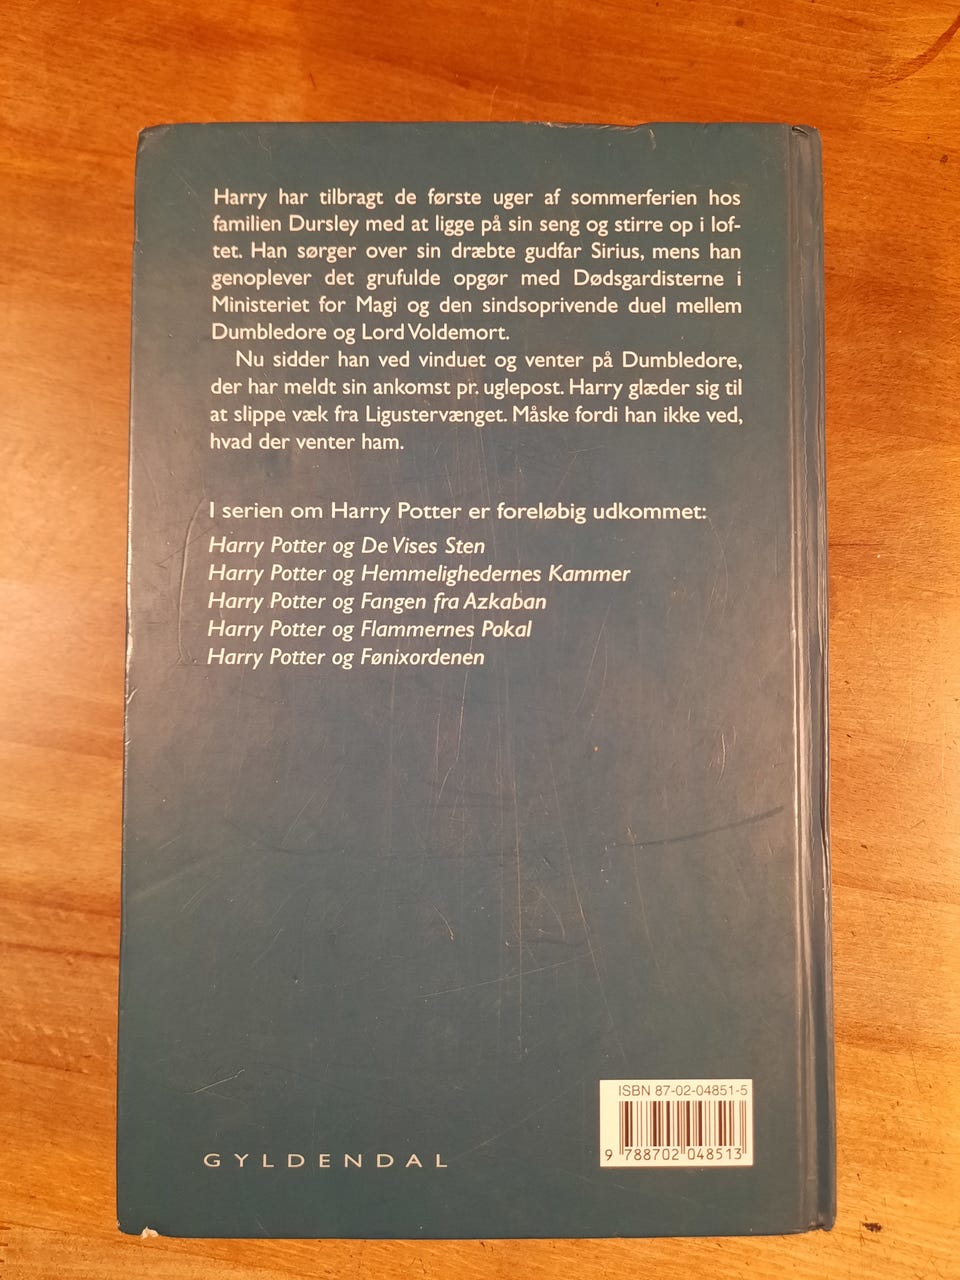 Harry har tilbragt de første uger af sommerferien hos
familien Dursley med at ligge på sin seng og stirre op i lof-
tet. Han sørger over sin dræbte gudfar Sirius, mens han
genoplever det grufulde opgør med Dødsgardisterne i
Ministeriet for Magi og den sindsoprivende duel mellem
Dumbledore og Lord Voldemort.
Nu sidder han ved vinduet og venter på Dumbledore,
der har meldt sin ankomst pr. uglepost. Harry glæder sig til
at slippe væk fra Ligustervænget. Måske fordi han ikke ved,
hvad der venter ham.
I serien om Harry Potter er foreløbig udkommet:
Harry Potter og De Vises Sten
Harry Potter og Hemmelighedernes Kammer
Harry Potter og Fangen fra Azkaban
Harry Potter og Flammernes Pokal
Harry Potter og Fønixordenen
ISBN 87-02-04851-5
9 788702 048513
GYLDENDAL